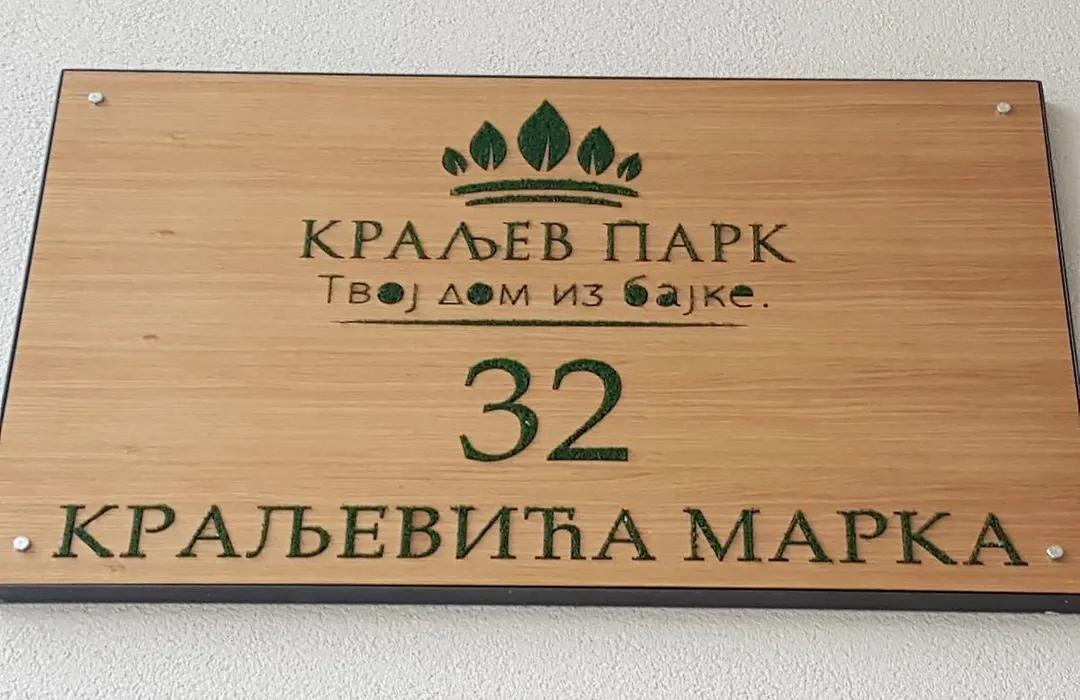 КРАЉЕВ ПАРК
Твој дом из бајке.
32
КРАЉЕВИЋА МАРКА